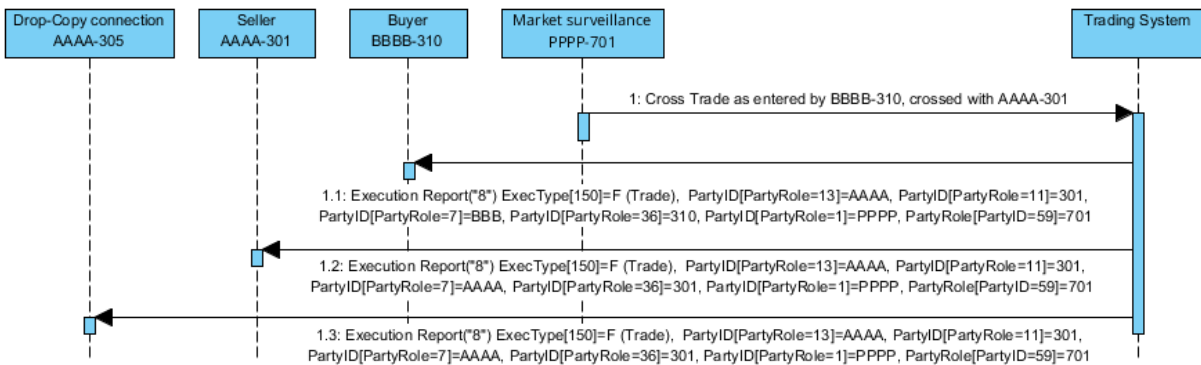 Drop-Copy connection
AAAA-305
Seller
AAAA-301
Buyer
BBBB-310
Market surveillance
PPPP-701
Trading System
1: Cross Trade as entered by BBBB-310, crossed with AAAA-301
1.1: Execution Report("8") ExecType[150]=F (Trade), PartyID[PartyRole=13]=AAAA, PartyID[PartyRole=11]=301,
PartyID[PartyRole=7]=BBB, PartyID[PartyRole=36]=310, PartyID[PartyRole=1]=PPPP, PartyRole[PartyID=59]=701
1.2: Execution Report("8") ExecType[150]=F (Trade), PartyID[PartyRole=13]=AAAA, PartyID[PartyRole=11]=301,
PartyID[PartyRole=7]=AAAA, PartyID[PartyRole=36]=301, PartyID[PartyRole=1]=PPPP, PartyRole[PartyID=59]=701
1.3: Execution Report("8") ExecType[150]=F (Trade), PartyID[PartyRole=13]=AAAA, PartyID[PartyRole=11]=301,
PartyID[PartyRole=7]=AAAA, PartyID[PartyRole=36]=301, PartyID[PartyRole=1]=PPPP, PartyRole[PartyID=59]=701